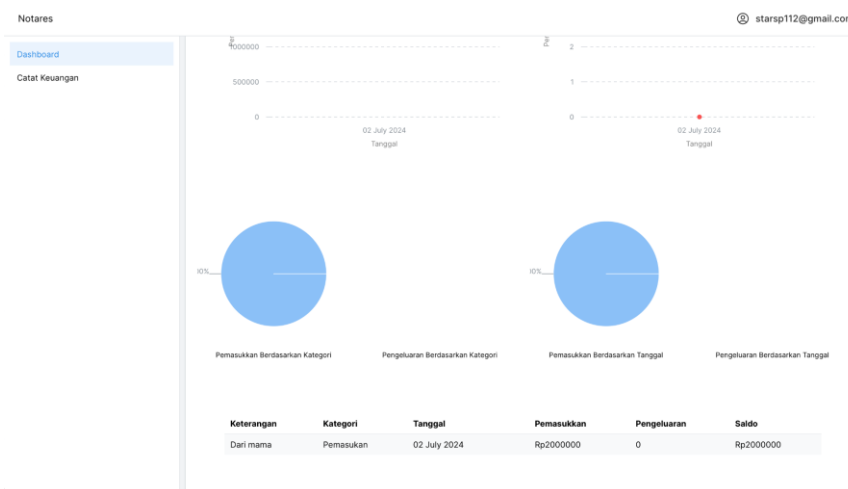 Notares
starsp112@gmail.com
Dashboard
Catat Keuangan
1000000
500000
0
02 July 2024
Tanggal
2
1
0
02 July 2024
Tanggal
Pemasukkan Berdasarkan Kategori
Pengeluaran Berdasarkan Kategori
Pemasukkan Berdasarkan Tanggal
Pengeluaran Berdasarkan Tanggal
Keterangan Kategori Tanggal Pemasukkan Pengeluaran Saldo
Dari mama Pemasukan 02 July 2024 Rp2000000 0 Rp2000000